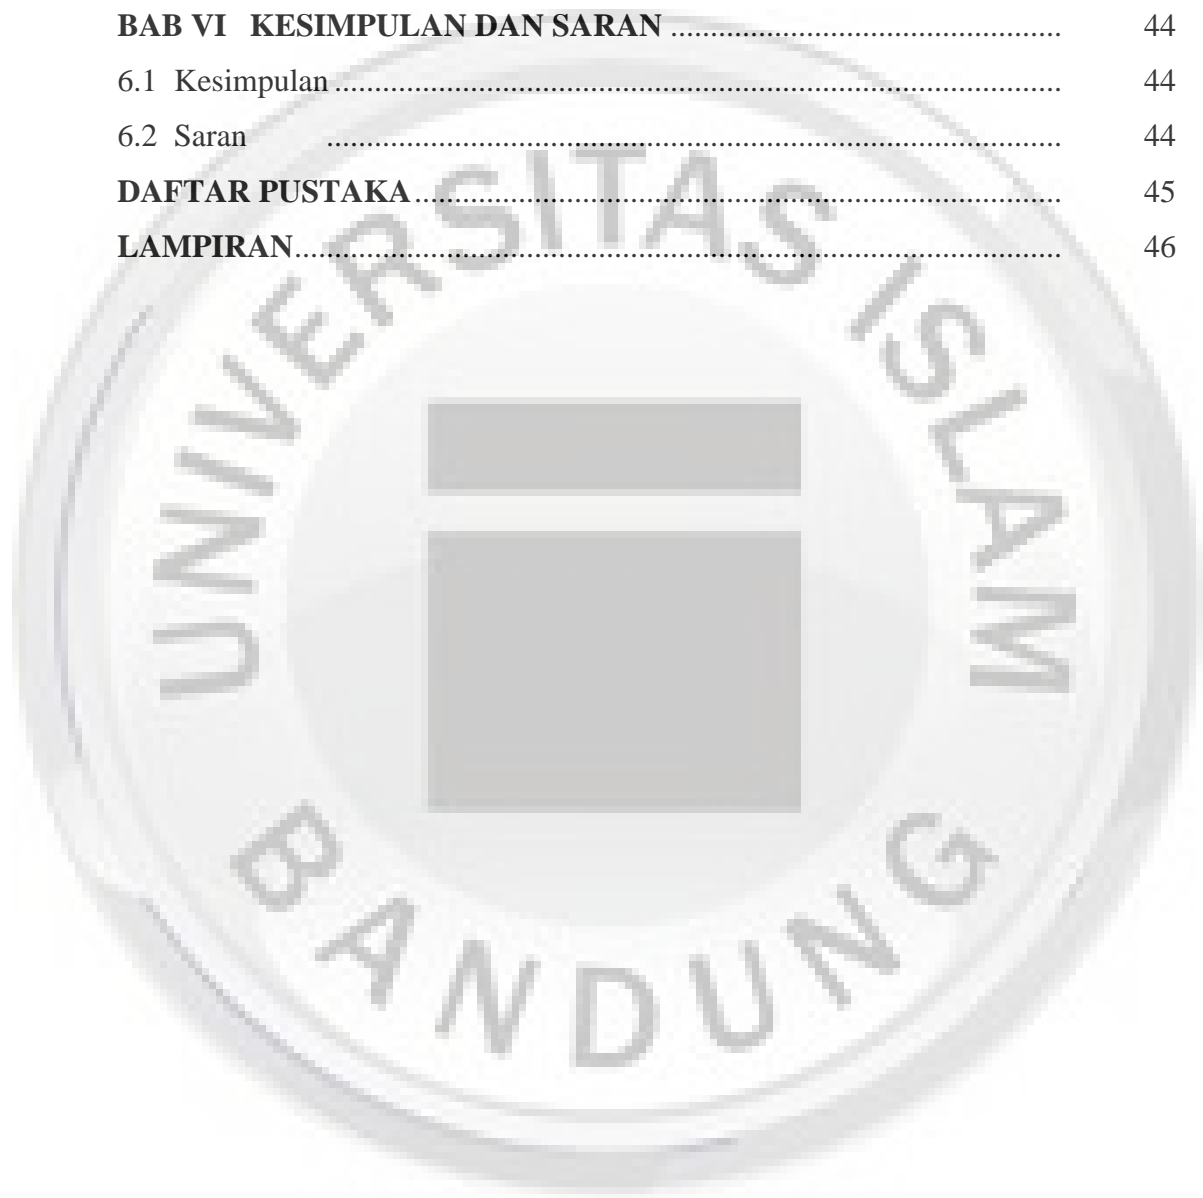 BAB VI KESIMPULAN DAN SARAN ......................................... 44
6.1 Kesimpulan ............................................................................ 44
6.2 Saran ............................................................................. 44
DAFTAR PUSTAKA .................................................................... 45
LAMPIRAN ................................................................................. 46
UNIVERSITAS ISLAM
BANDUNG